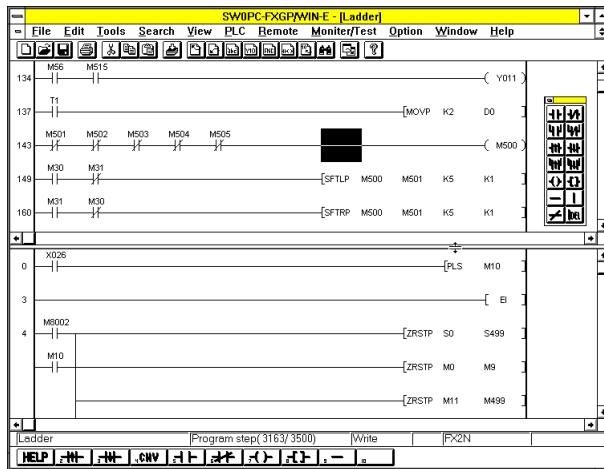 SW0PC-FXGP/WIN-E - [Ladder]
File Edit Tools Search View PLC Remote Moniter/Test Option Window Help
M56 M515
134 ( Y011 )
T1
137 [MOVP K2 D0 ]
M501 M502 M503 M504 M505
143 ( M500 )
M30 M31
149 [SFTLP M500 M501 K5 K1 ]
M31 M30
160 [SFTRP M500 M501 K5 K1 ]
DEL
X026
0 [PLS M10 ]
3 [ EI ]
M8002
4 [ZRSTP S0 S499 ]
M10
[ZRSTP M0 M9 ]
[ZRSTP M11 M499 ]
Ladder Program step( 3163/ 3500) Write FX2N
HELP CNV